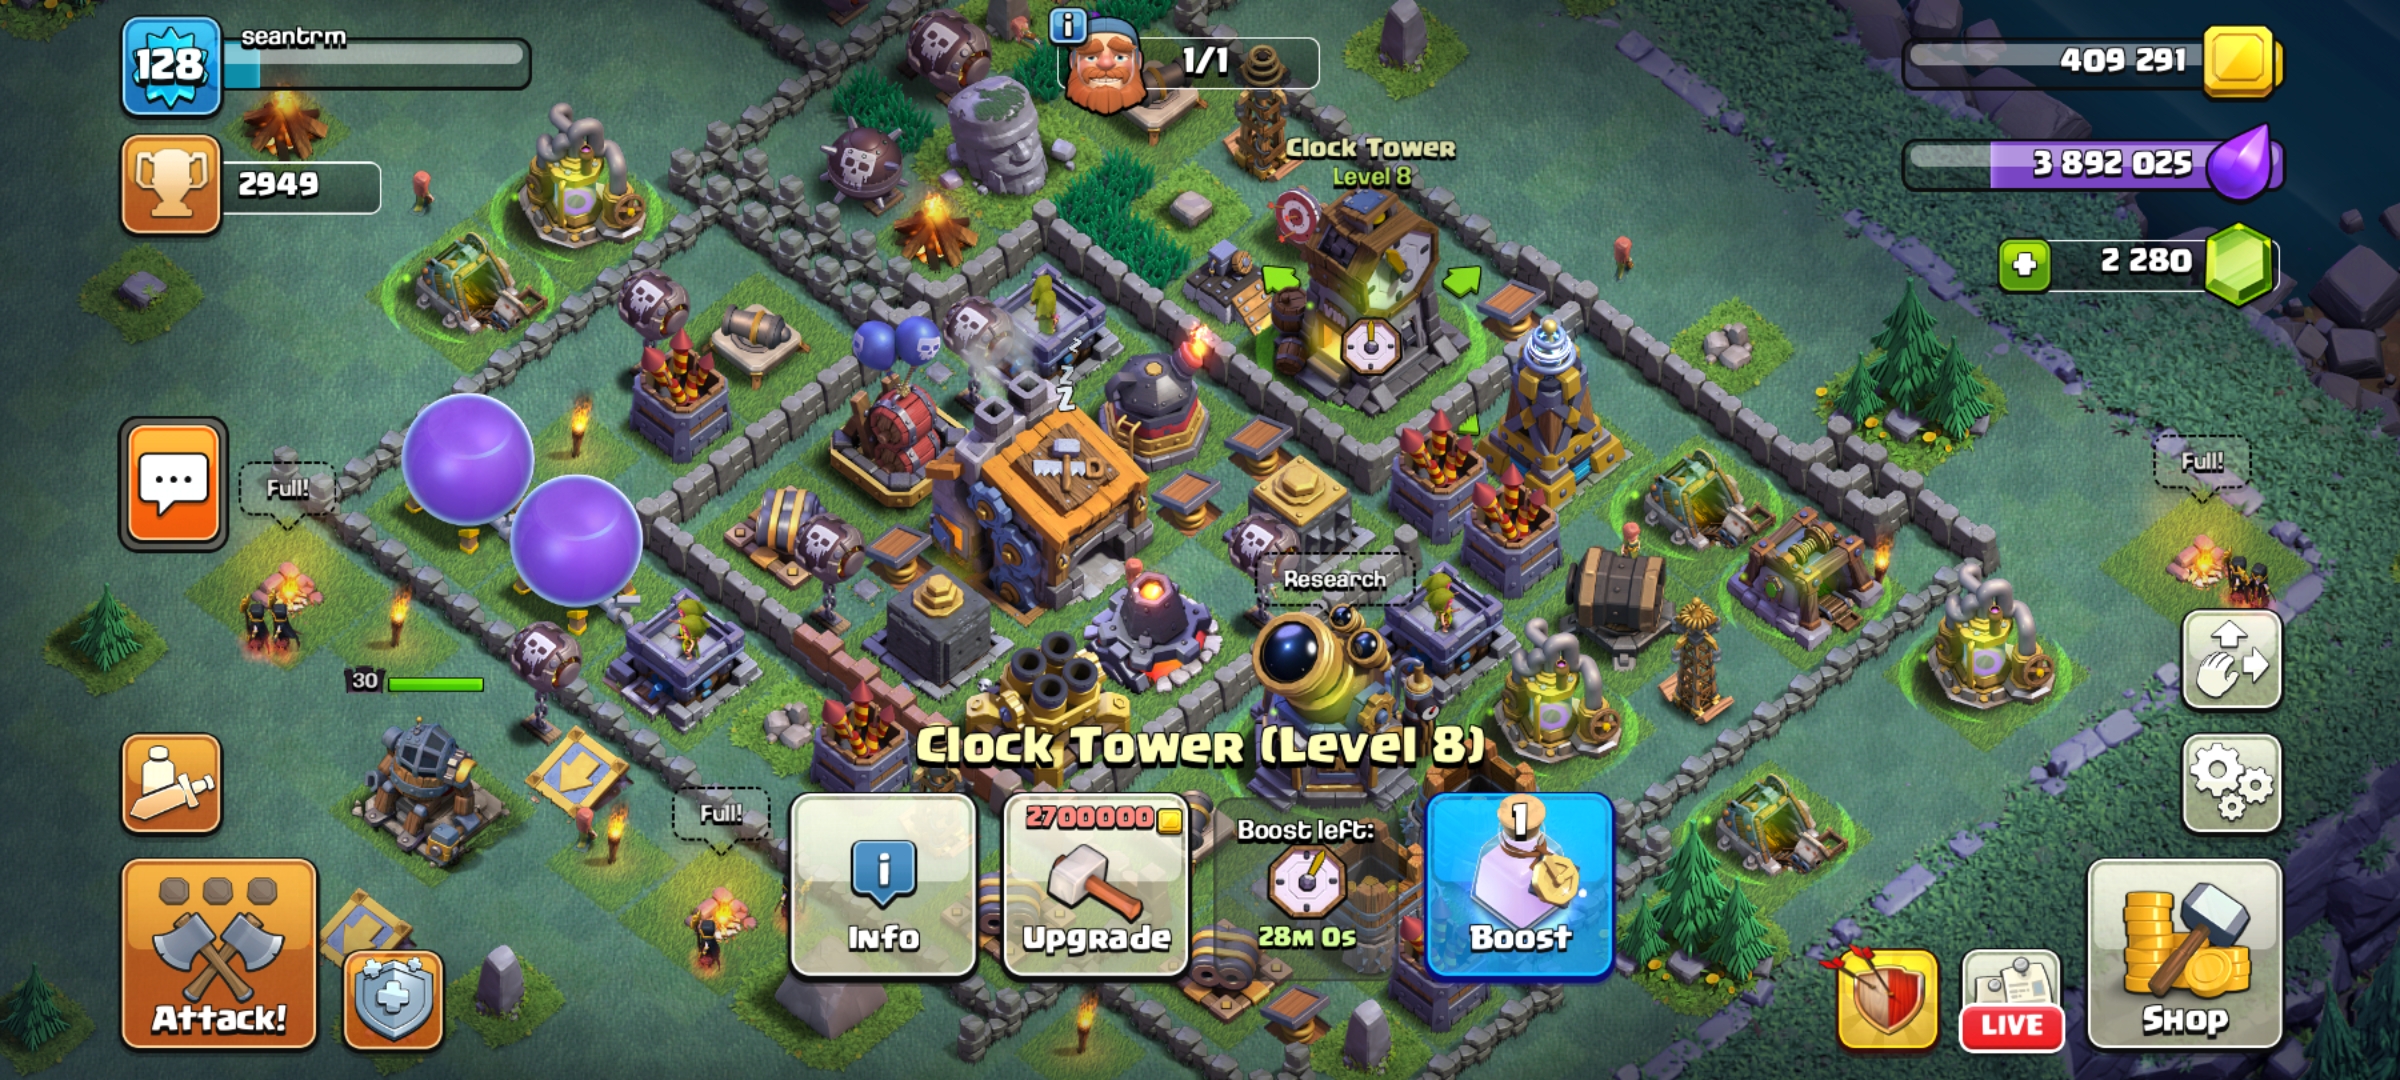 128
seantrm
1/1
409 291
2949
Clock Tower
Level 8
3 892 025
2 280
Full!
Full!
Research
30
Clock Tower (Level 8)
Full!
2700000
Boost left:
1
Info
Upgrade
28m 0s
Boost
Attack!
LIVE
Shop